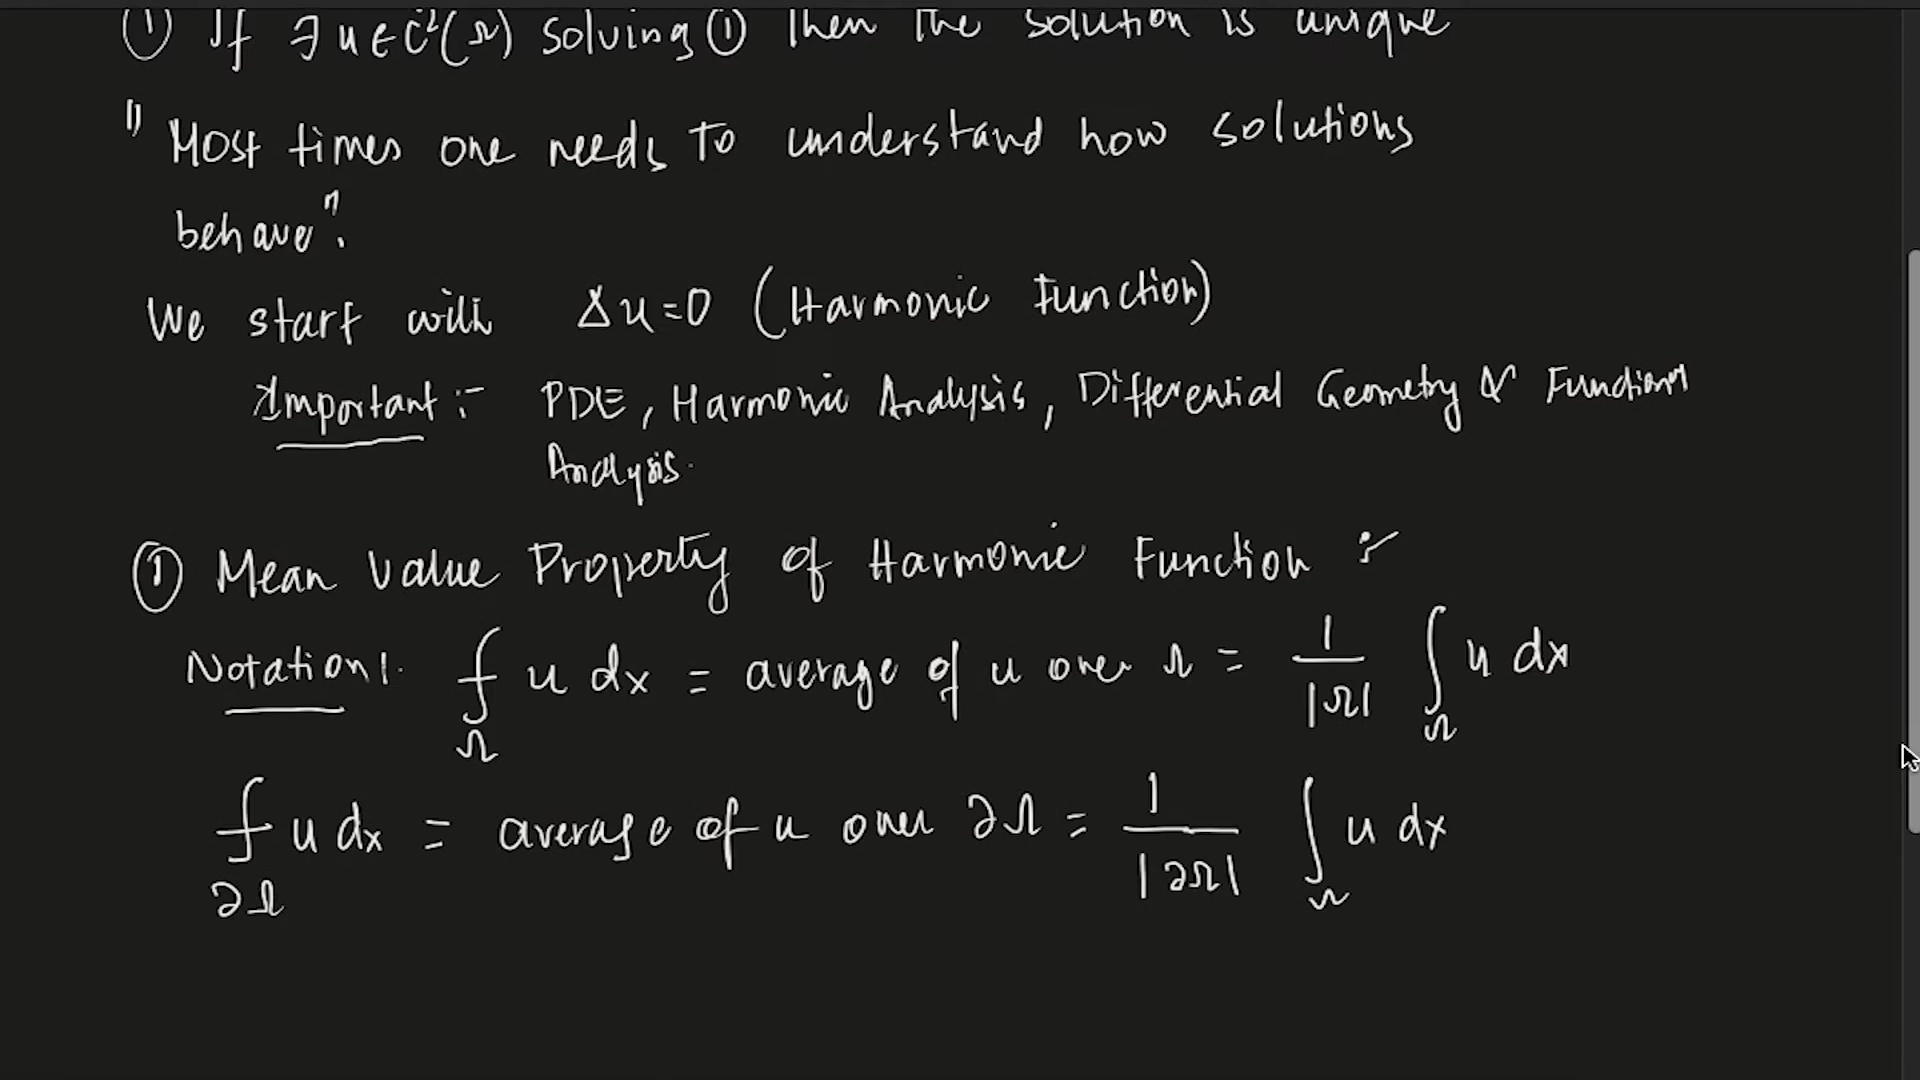 ① If ∃ u ∈ C²(Ω) solving ① Then the solution is unique
" Most times one needs to understand how solutions
behave".
We start with Δu=0 (Harmonic Function)
Important :- PDE, Harmonic Analysis, Differential Geometry & Functional
Analysis.
① Mean Value Property of Harmonic Function :-
Notation 1. ⨍_Ω u dx = average of u over Ω = 1/|Ω| ∫_Ω u dx
⨍_∂Ω u dx = average of u over ∂Ω = 1/|∂Ω| ∫_Ω u dx